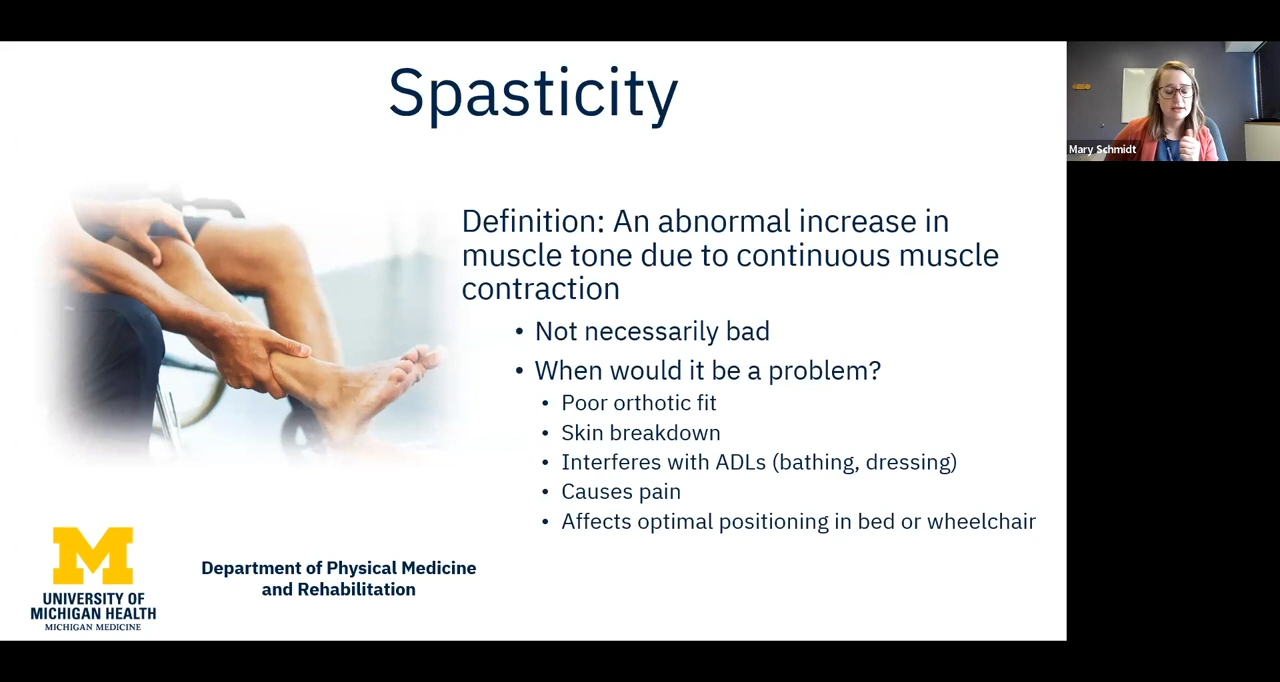 Spasticity
Mary Schmidt
Definition: An abnormal increase in
muscle tone due to continuous muscle
contraction
• Not necessarily bad
• When would it be a problem?
• Poor orthotic fit
• Skin breakdown
• Interferes with ADLs (bathing, dressing)
• Causes pain
• Affects optimal positioning in bed or wheelchair
M
UNIVERSITY OF
MICHIGAN HEALTH
MICHIGAN MEDICINE
Department of Physical Medicine
and Rehabilitation